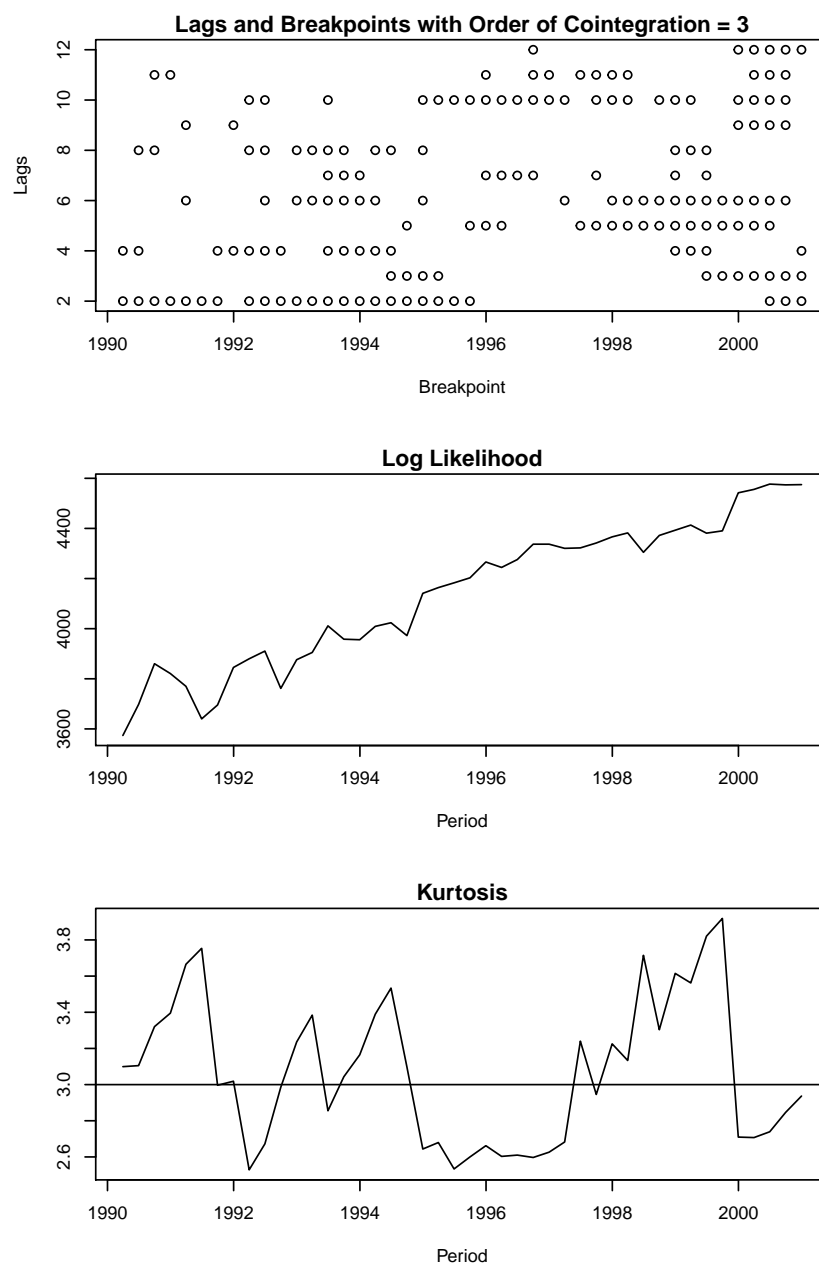 Lags and Breakpoints with Order of Cointegration = 3
12
10
8
6
4
2
Lags
1990 1992 1994 1996 1998 2000
Breakpoint
Log Likelihood
4400
4000
3600
1990 1992 1994 1996 1998 2000
Period
Kurtosis
3.8
3.4
3.0
2.6
1990 1992 1994 1996 1998 2000
Period